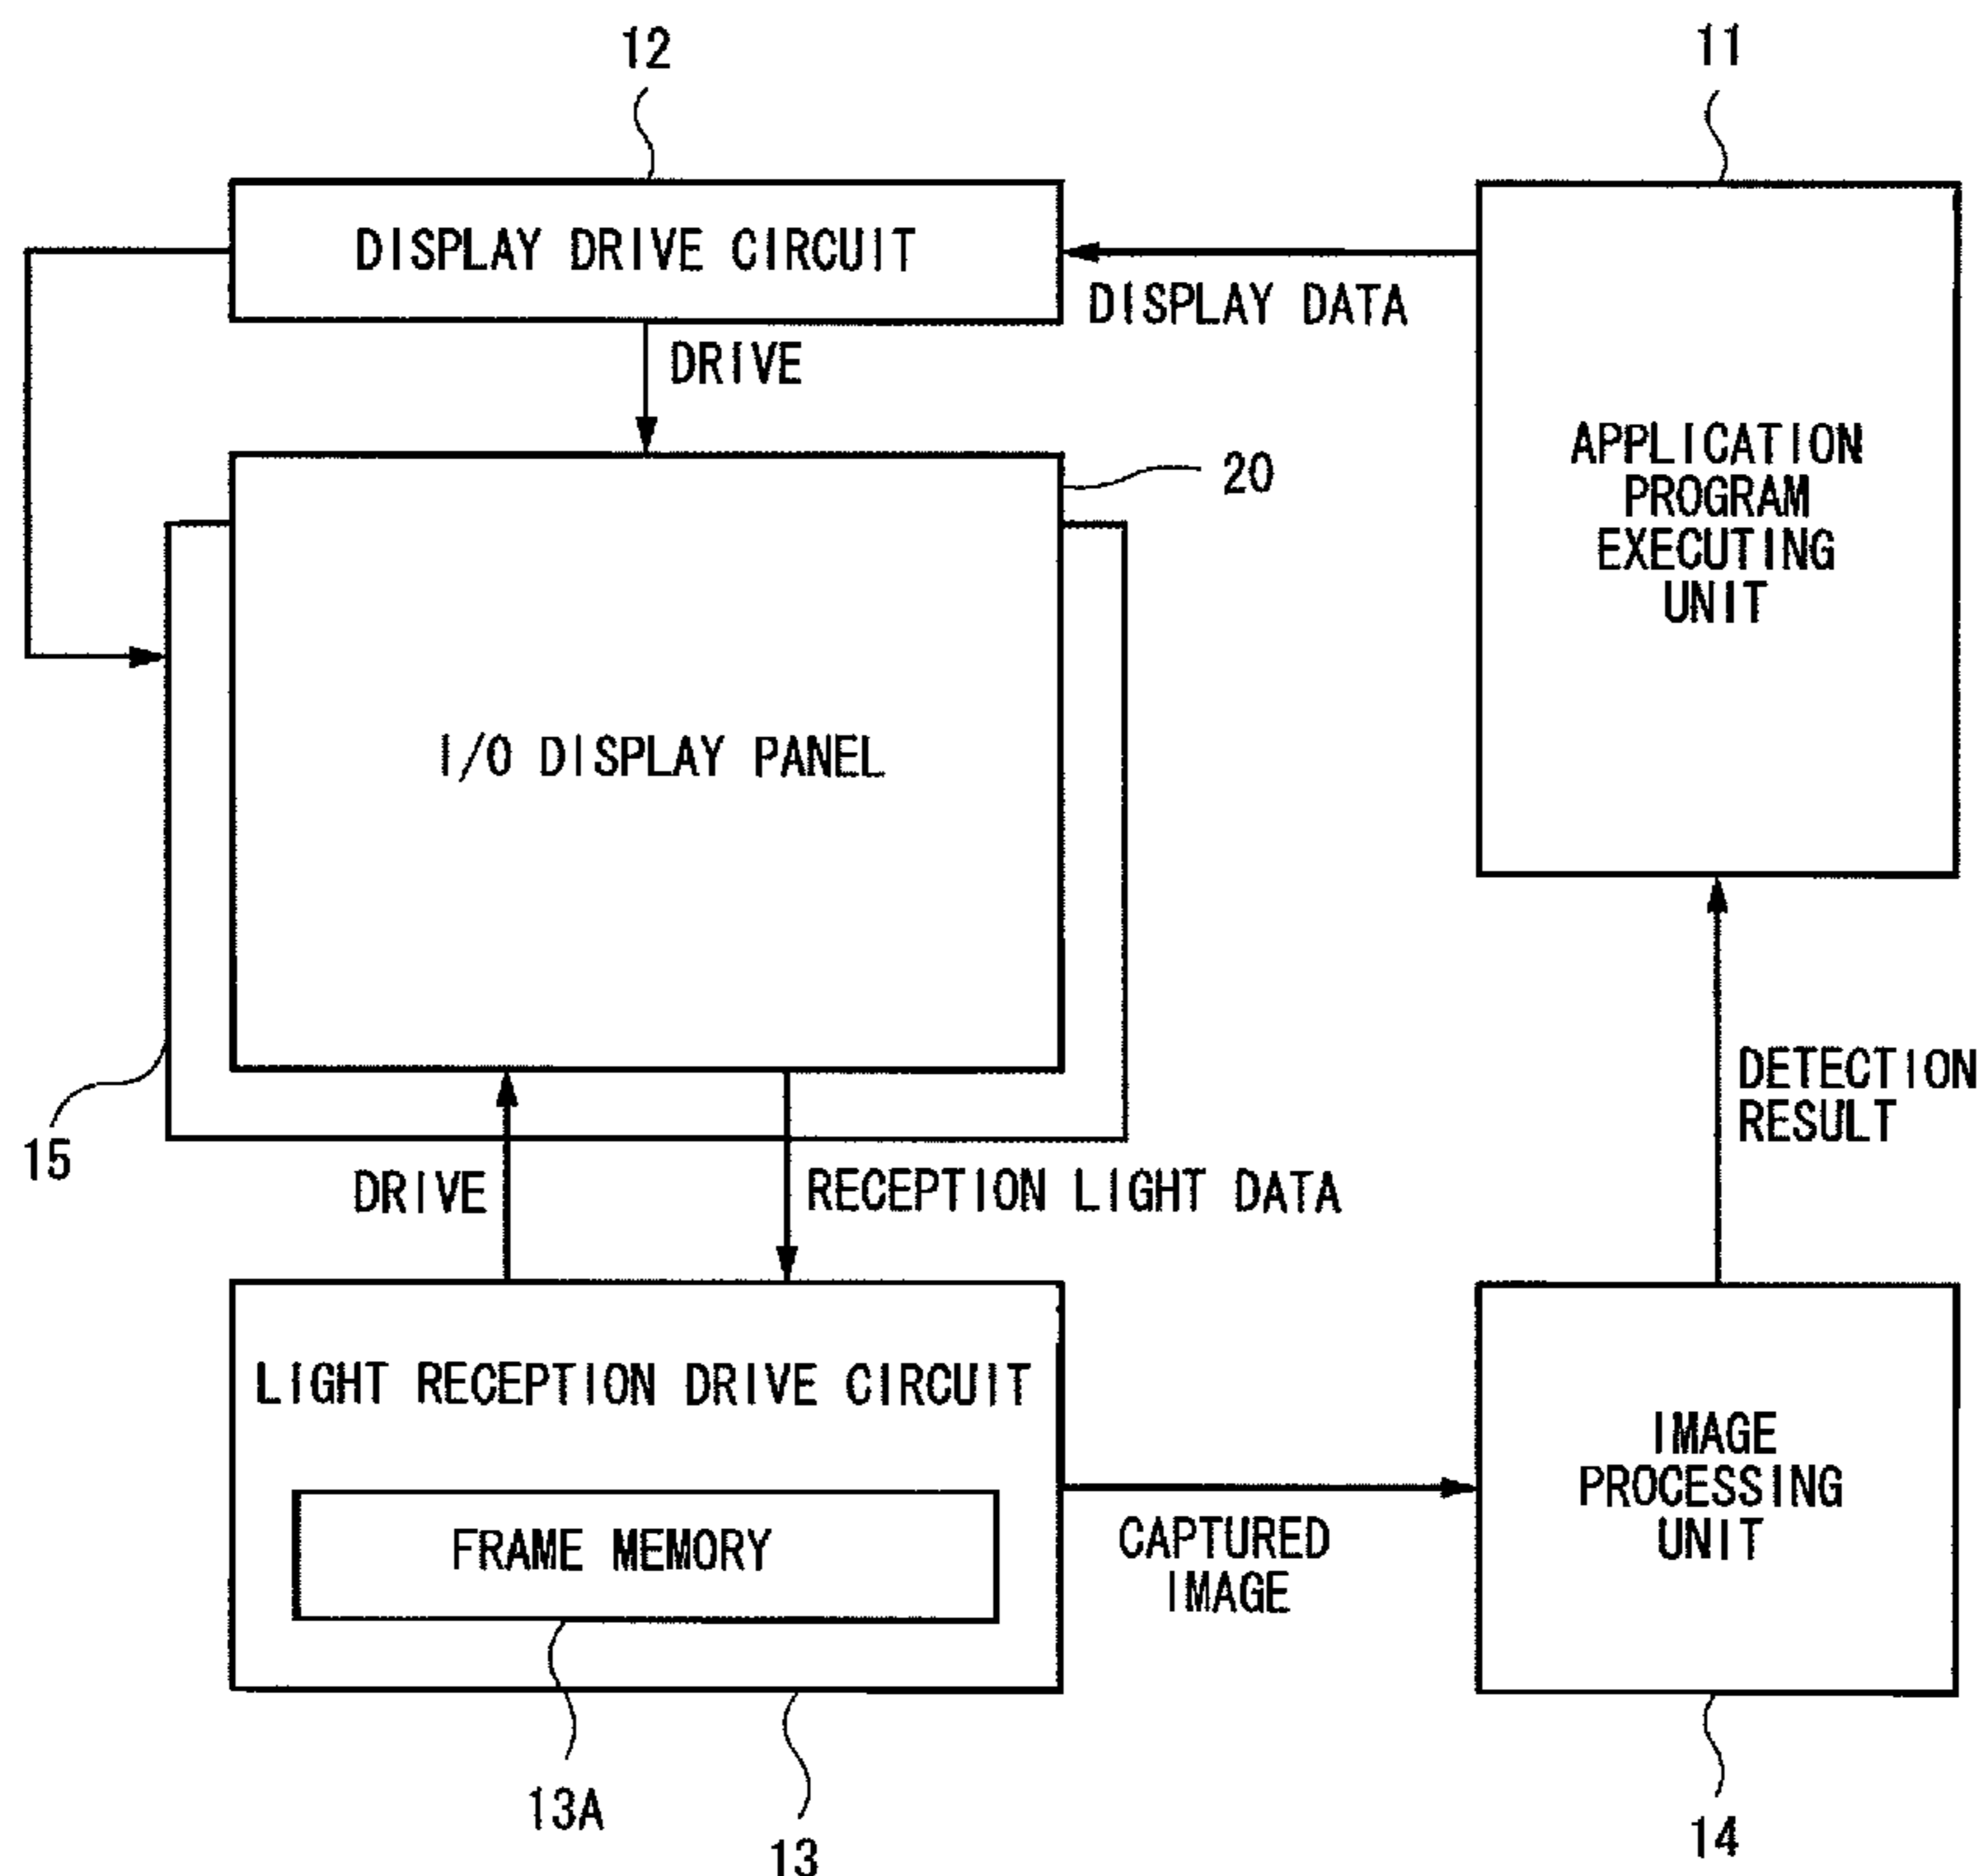 12
11
DISPLAY DRIVE CIRCUIT
DISPLAY DATA
DRIVE
20
APPLICATION
PROGRAM
EXECUTING
UNIT
I/O DISPLAY PANEL
15
DRIVE
RECEPTION LIGHT DATA
DETECTION
RESULT
LIGHT RECEPTION DRIVE CIRCUIT
FRAME MEMORY
CAPTURED
IMAGE
IMAGE
PROCESSING
UNIT
13A
13
14